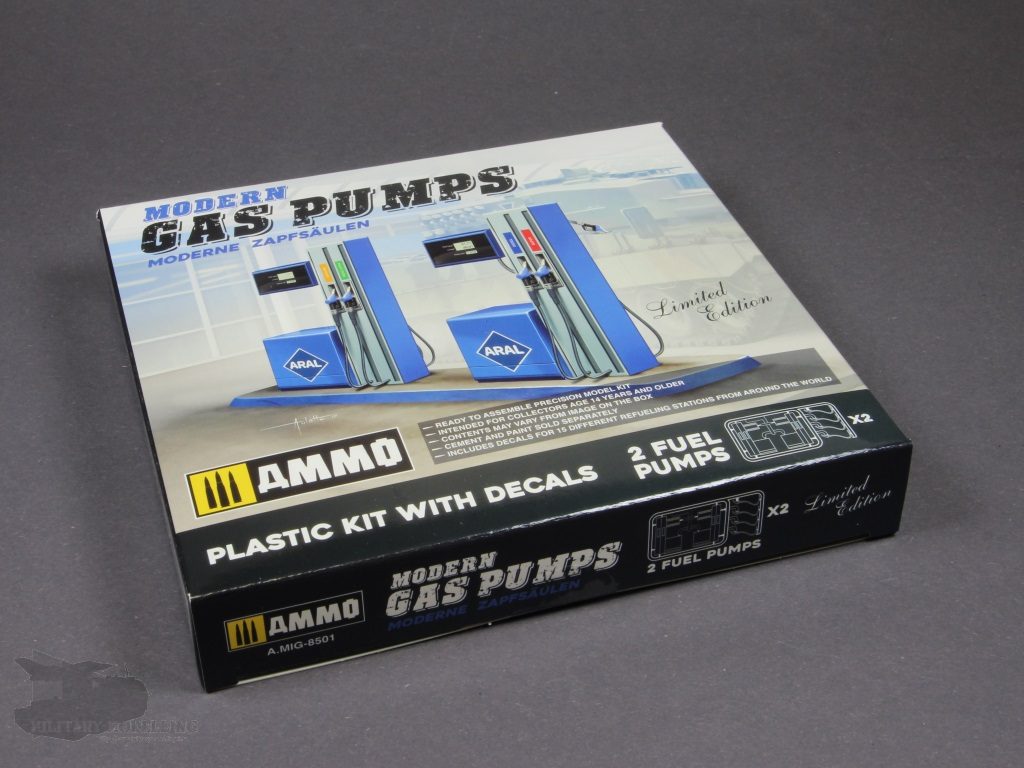 MODERN
GAS PUMPS
MODERNE ZAPFSÄULEN
ARAL
ARAL
Limited
Edition
— READY TO ASSEMBLE PRECISION MODEL KIT
— INTENDED FOR COLLECTORS AGE 14 YEARS AND OLDER
— CONTENTS MAY VARY FROM IMAGE ON THE BOX
— CEMENT AND PAINT SOLD SEPARATELY
— INCLUDES DECALS FOR 15 DIFFERENT REFUELING STATIONS FROM AROUND THE WORLD
AMMO
PLASTIC KIT WITH DECALS
2 FUEL
PUMPS
X2
AMMO
A.MIG-8501
MODERN
GAS PUMPS
MODERNE ZAPFSÄULEN
X2
2 FUEL PUMPS
Limited
Edition
MILITARY-MODELLING